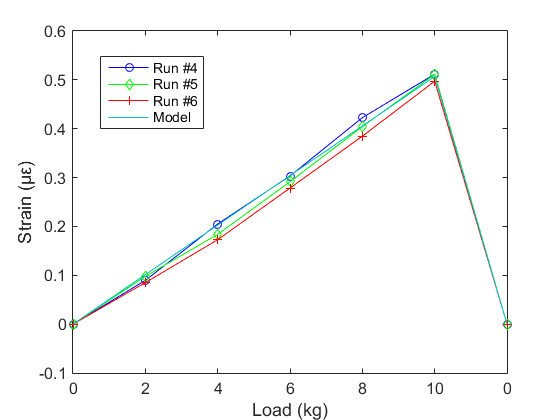 0.6
0.5
0.4
0.3
0.2
0.1
0
-0.1
Strain (με)
Run #4
Run #5
Run #6
Model
0 2 4 6 8 10 0
Load (kg)